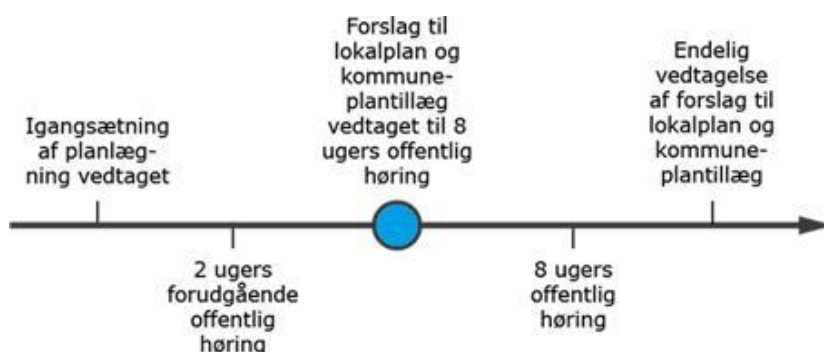 Igangsætning
af planlæg-
ning vedtaget
2 ugers
forudgående
offentlig
høring
Forslag til
lokalplan og
kommune-
plantillæg
vedtaget til 8
ugers offentlig
høring
8 ugers
offentlig
høring
Endelig
vedtagelse
af forslag til
lokalplan og
kommune-
plantillæg